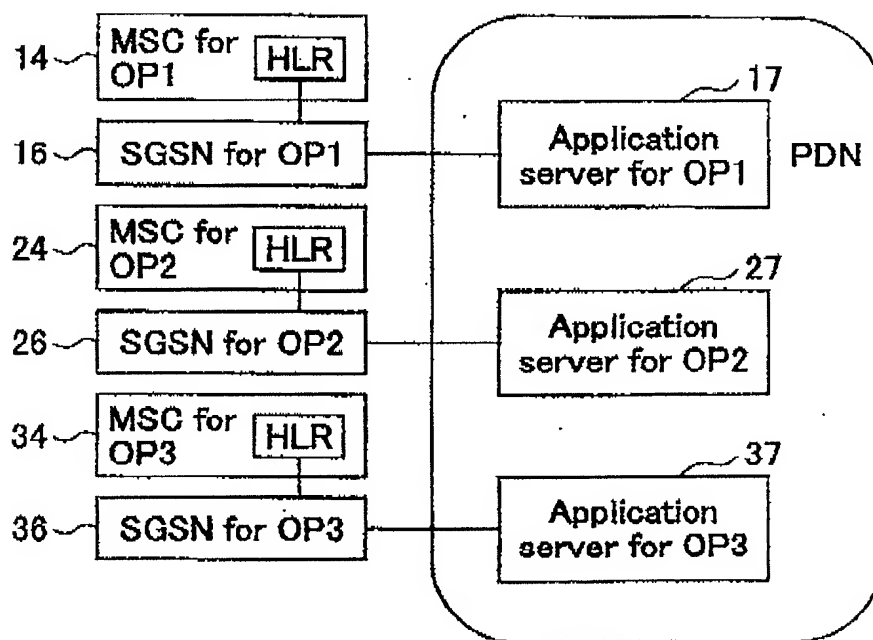 14
MSC for
OP1
HLR
16
SGSN for OP1
17
Application
server for OP1
PDN
24
MSC for
OP2
HLR
26
SGSN for OP2
27
Application
server for OP2
34
MSC for
OP3
HLR
36
SGSN for OP3
37
Application
server for OP3